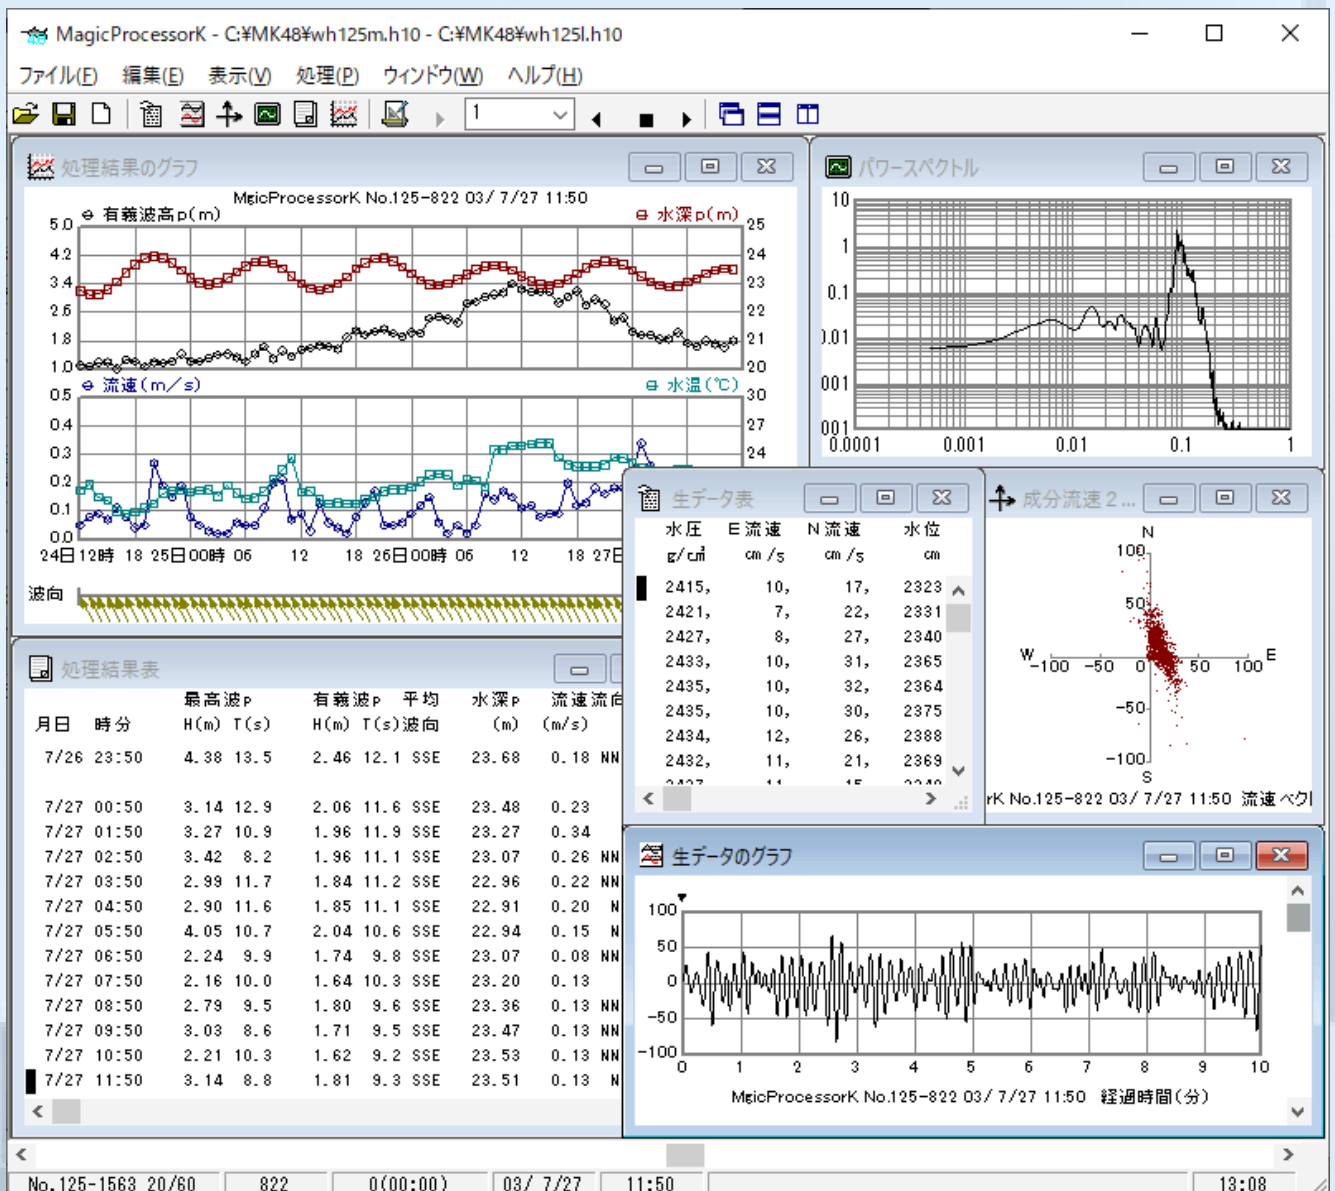 MagicProcessorK - C:¥MK48¥wh125m.h10 - C:¥MK48¥wh125l.h10
ファイル(F) 編集(E) 表示(V) 処理(P) ウィンドウ(W) ヘルプ(H)
1
処理結果のグラフ
MgicProcessorK No.125-822 03/ 7/27 11:50
有義波高p(m) 水深p(m)
5.0 25
4.2 24
3.4 23
2.6 22
1.8 21
1.0 20
流速(m/s) 水温(℃)
0.5 30
0.4 27
0.3 24
0.2
0.1
0.0
24日12時 18 25日00時 06 12 18 26日00時 06 12 18 27日
波向
パワースペクトル
10
1
0.1
0.01
001
001
0.0001 0.001 0.01 0.1 1
生データ表
水圧 E流速 N流速 水位
g/c㎡ cm/s cm/s cm
2415, 10, 17, 2323
2421, 7, 22, 2331
2427, 8, 27, 2340
2433, 10, 31, 2365
2435, 10, 32, 2364
2435, 10, 30, 2375
2434, 12, 26, 2388
2432, 11, 21, 2369
成分流速2...
N
100
50
W -100 -50 0 50 100 E
-50
-100
S
rK No.125-822 03/ 7/27 11:50 流速ベクト
処理結果表
最高波p 有義波p 平均 水深p 流速流向
月日 時分 H(m) T(s) H(m) T(s)波向 (m) (m/s)
7/26 23:50 4.38 13.5 2.46 12.1 SSE 23.68 0.18 NN
7/27 00:50 3.14 12.9 2.06 11.6 SSE 23.48 0.23
7/27 01:50 3.27 10.9 1.96 11.9 SSE 23.27 0.34
7/27 02:50 3.42 8.2 1.96 11.1 SSE 23.07 0.26 NN
7/27 03:50 2.99 11.7 1.84 11.2 SSE 22.96 0.22 NN
7/27 04:50 2.90 11.6 1.85 11.1 SSE 22.91 0.20 N
7/27 05:50 4.05 10.7 2.04 10.6 SSE 22.94 0.15 N
7/27 06:50 2.24 9.9 1.74 9.8 SSE 23.07 0.08 NN
7/27 07:50 2.16 10.0 1.64 10.3 SSE 23.20 0.13
7/27 08:50 2.79 9.5 1.80 9.6 SSE 23.36 0.13 NN
7/27 09:50 3.03 8.6 1.71 9.5 SSE 23.47 0.13 NN
7/27 10:50 2.21 10.3 1.62 9.2 SSE 23.53 0.13 NN
7/27 11:50 3.14 8.8 1.81 9.3 SSE 23.51 0.13 N
生データのグラフ
100
50
0
-50
-100
0 1 2 3 4 5 6 7 8 9 10
MgicProcessorK No.125-822 03/ 7/27 11:50 経過時間(分)
No.125-1563 20/60 822 0(00:00) 03/ 7/27 11:50 13:08